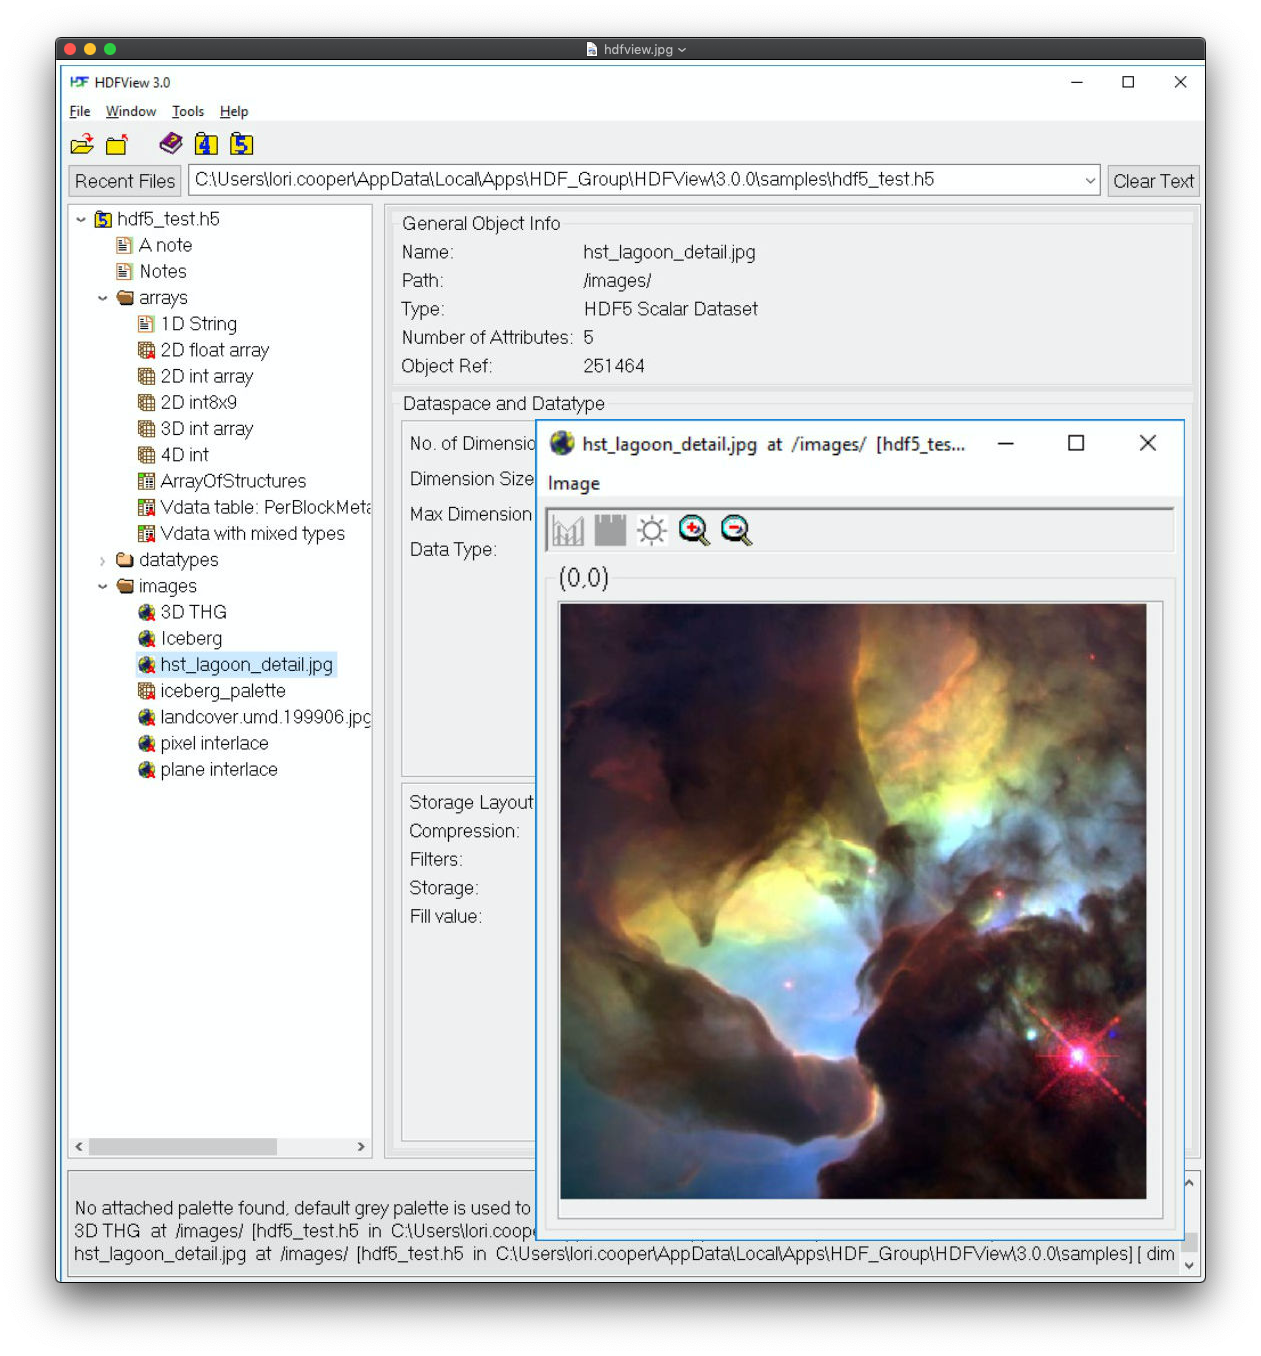 hdfview.jpg
HDF HDFView 3.0
File Window Tools Help
4 5
Recent Files C:\Users\lori.cooper\AppData\Local\Apps\HDF_Group\HDFView\3.0.0\samples\hdf5_test.h5 Clear Text
5 hdf5_test.h5
A note
Notes
arrays
1D String
2D float array
2D int array
2D int8x9
3D int array
4D int
ArrayOfStructures
Vdata table: PerBlockMeta
Vdata with mixed types
datatypes
images
3D THG
Iceberg
hst_lagoon_detail.jpg
iceberg_palette
landcover.umd.199906.jpg
pixel interlace
plane interlace
General Object Info
Name: hst_lagoon_detail.jpg
Path: /images/
Type: HDF5 Scalar Dataset
Number of Attributes: 5
Object Ref: 251464
Dataspace and Datatype
No. of Dimensio
Dimension Size
Max Dimension
Data Type:
Storage Layout
Compression:
Filters:
Storage:
Fill value:
hst_lagoon_detail.jpg at /images/ [hdf5_tes...
Image
(0,0)
No attached palette found, default grey palette is used to
3D THG at /images/ [hdf5_test.h5 in C:\Users\lori.coope
hst_lagoon_detail.jpg at /images/ [hdf5_test.h5 in C:\Users\lori.cooper\AppData\Local\Apps\HDF_Group\HDFView\3.0.0\samples] [ dim